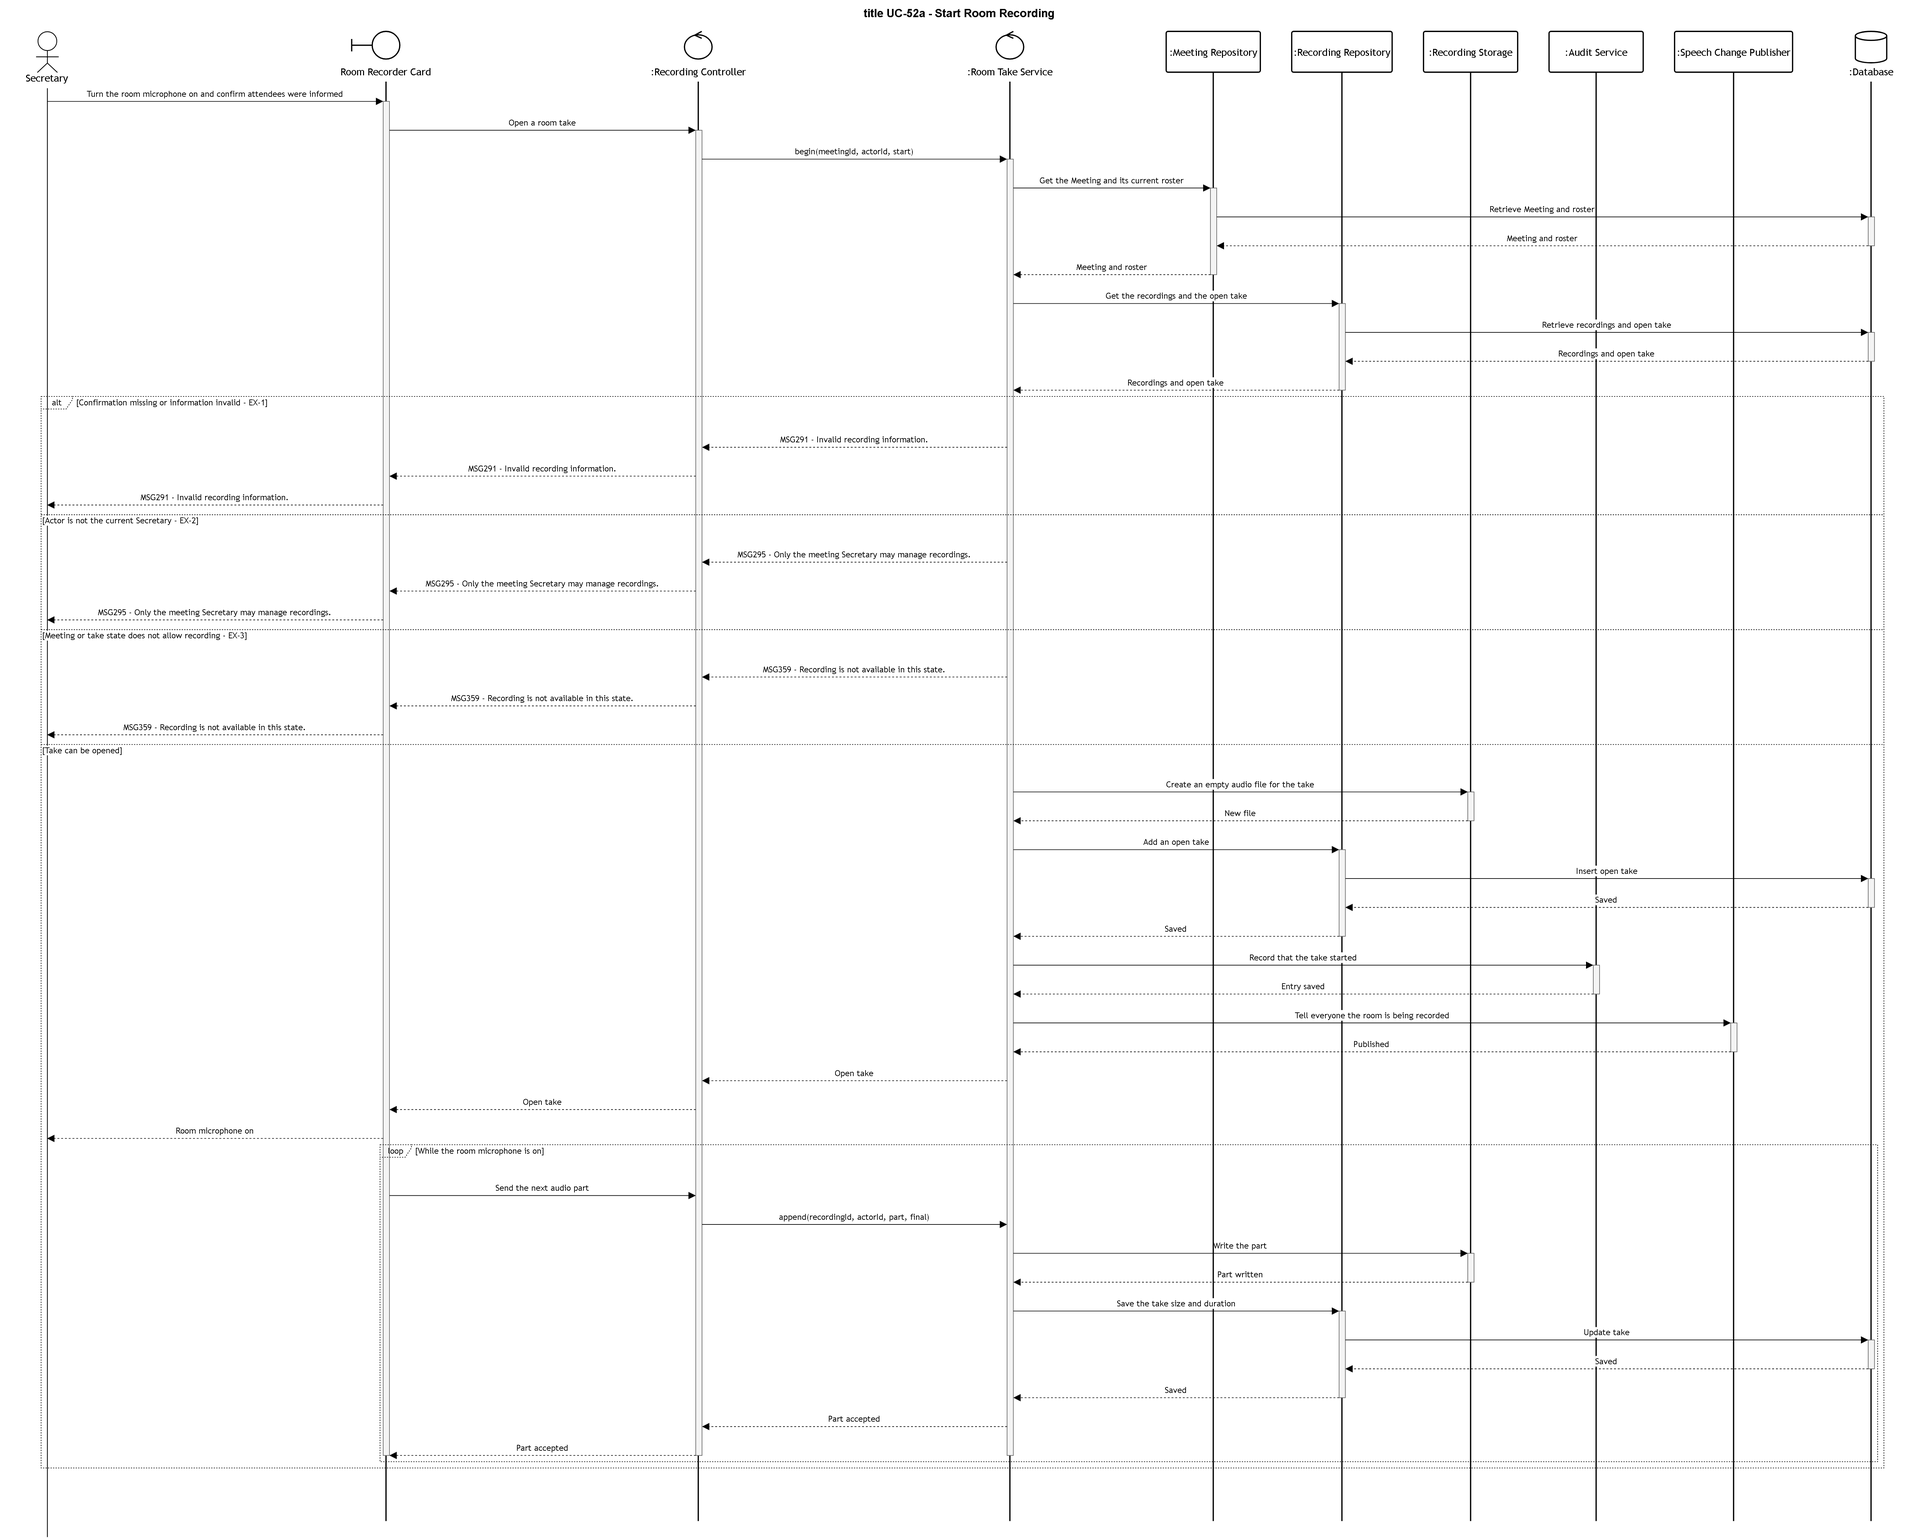 title UC-52a - Start Room Recording
Secretary
Room Recorder Card
:Recording Controller
:Room Take Service
:Meeting Repository
:Recording Repository
:Recording Storage
:Audit Service
:Speech Change Publisher
:Database
Turn the room microphone on and confirm attendees were informed
Open a room take
begin(meetingId, actorId, start)
Get the Meeting and its current roster
Retrieve Meeting and roster
Meeting and roster
Meeting and roster
Get the recordings and the open take
Retrieve recordings and open take
Recordings and open take
Recordings and open take
alt [Confirmation missing or information invalid - EX-1]
MSG291 - Invalid recording information.
MSG291 - Invalid recording information.
MSG291 - Invalid recording information.
[Actor is not the current Secretary - EX-2]
MSG295 - Only the meeting Secretary may manage recordings.
MSG295 - Only the meeting Secretary may manage recordings.
MSG295 - Only the meeting Secretary may manage recordings.
[Meeting or take state does not allow recording - EX-3]
MSG359 - Recording is not available in this state.
MSG359 - Recording is not available in this state.
MSG359 - Recording is not available in this state.
[Take can be opened]
Create an empty audio file for the take
New file
Add an open take
Insert open take
Saved
Saved
Record that the take started
Entry saved
Tell everyone the room is being recorded
Published
Open take
Open take
Room microphone on
loop [While the room microphone is on]
Send the next audio part
append(recordingId, actorId, part, final)
Write the part
Part written
Save the take size and duration
Update take
Saved
Saved
Part accepted
Part accepted